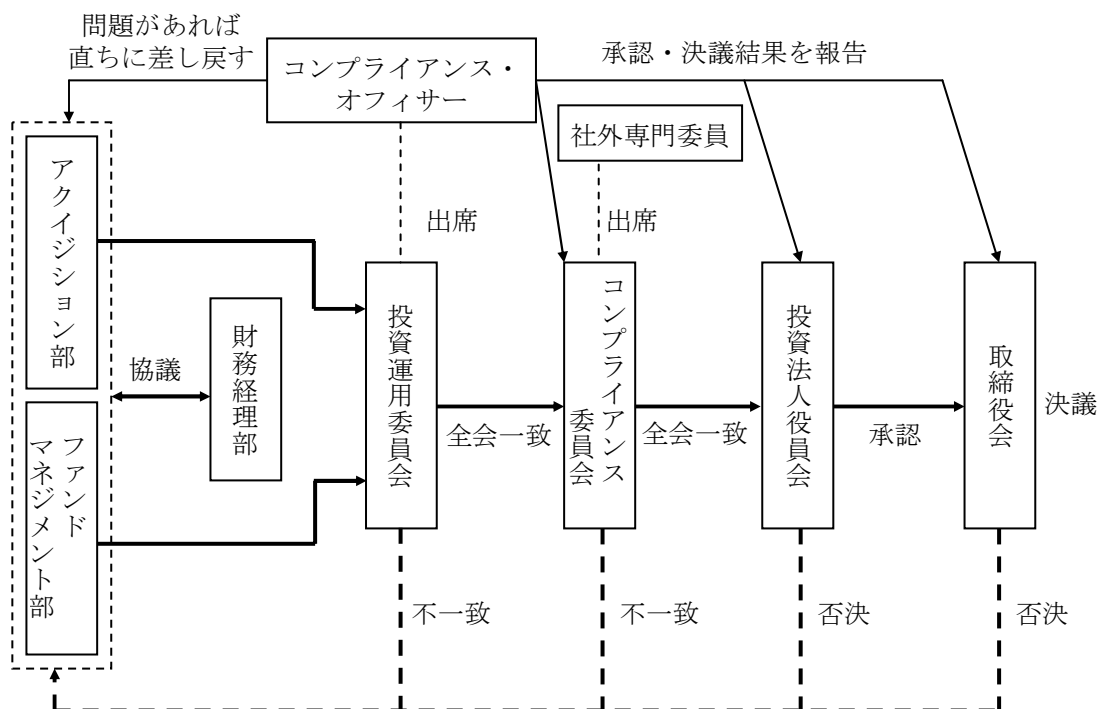 問題があれば
直ちに差し戻す
コンプライアンス・
オフィサー
承認・決議結果を報告
社外専門委員
アクイジション部
出席
出席
財務経理部
協議
投資運用委員会
コンプライアンス
委員会
投資法人役員会
取締役会
決議
全会一致
全会一致
承認
ファンド
マネジメント部
不一致
不一致
否決
否決